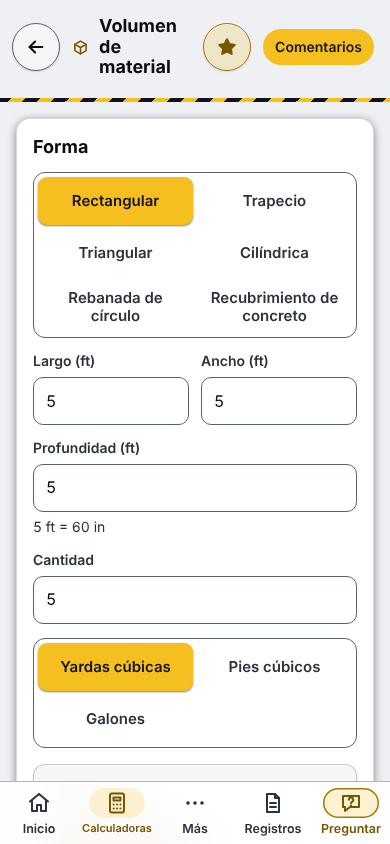 Volumen
de
material
Comentarios
Forma
Rectangular
Trapecio
Triangular
Cilíndrica
Rebanada de
círculo
Recubrimiento de
concreto
Largo (ft)
Ancho (ft)
5
5
Profundidad (ft)
5
5 ft = 60 in
Cantidad
5
Yardas cúbicas
Pies cúbicos
Galones
Inicio
Calculadoras
Más
Registros
Preguntar